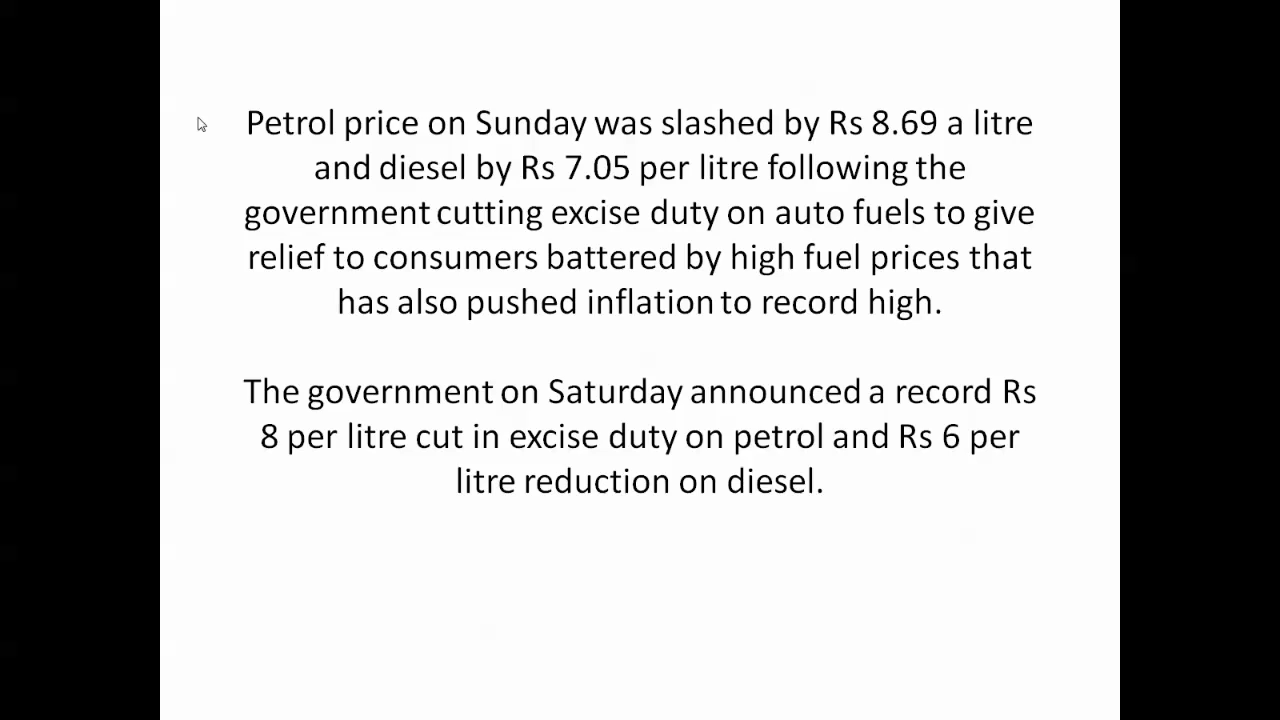 Petrol price on Sunday was slashed by Rs 8.69 a litre
and diesel by Rs 7.05 per litre following the
government cutting excise duty on auto fuels to give
relief to consumers battered by high fuel prices that
has also pushed inflation to record high.
The government on Saturday announced a record Rs
8 per litre cut in excise duty on petrol and Rs 6 per
litre reduction on diesel.